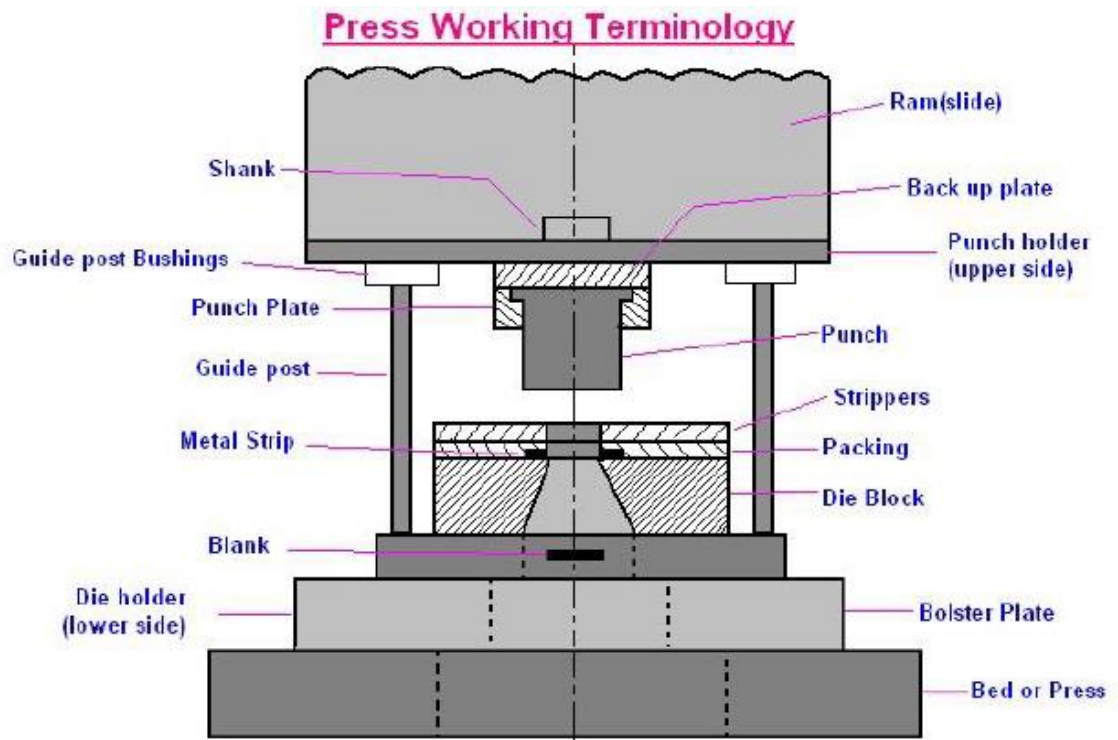 Press Working Terminology
Ram(slide)
Shank
Back up plate
Guide post Bushings
Punch holder
(upper side)
Punch Plate
Punch
Guide post
Strippers
Metal Strip
Packing
Die Block
Blank
Die holder
(lower side)
Bolster Plate
Bed or Press